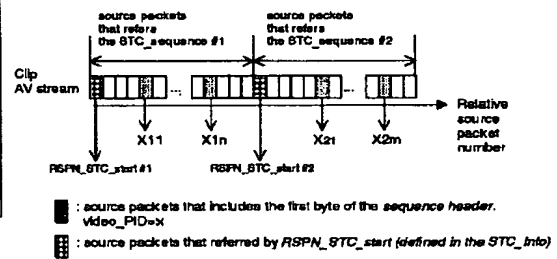 source packets
that refers
the STC_sequence #1
source packets
that refers
the STC_sequence #2
Clip
AV stream
...
...
Relative
source
packet
number
X11
X1n
X21
X2m
RSPN_STC_start #1
RSPN_STC_start #2
: source packets that includes the first byte of the sequence header.
video_PID=x
: source packets that referred by RSPN_STC_start (defined in the STC_Info)